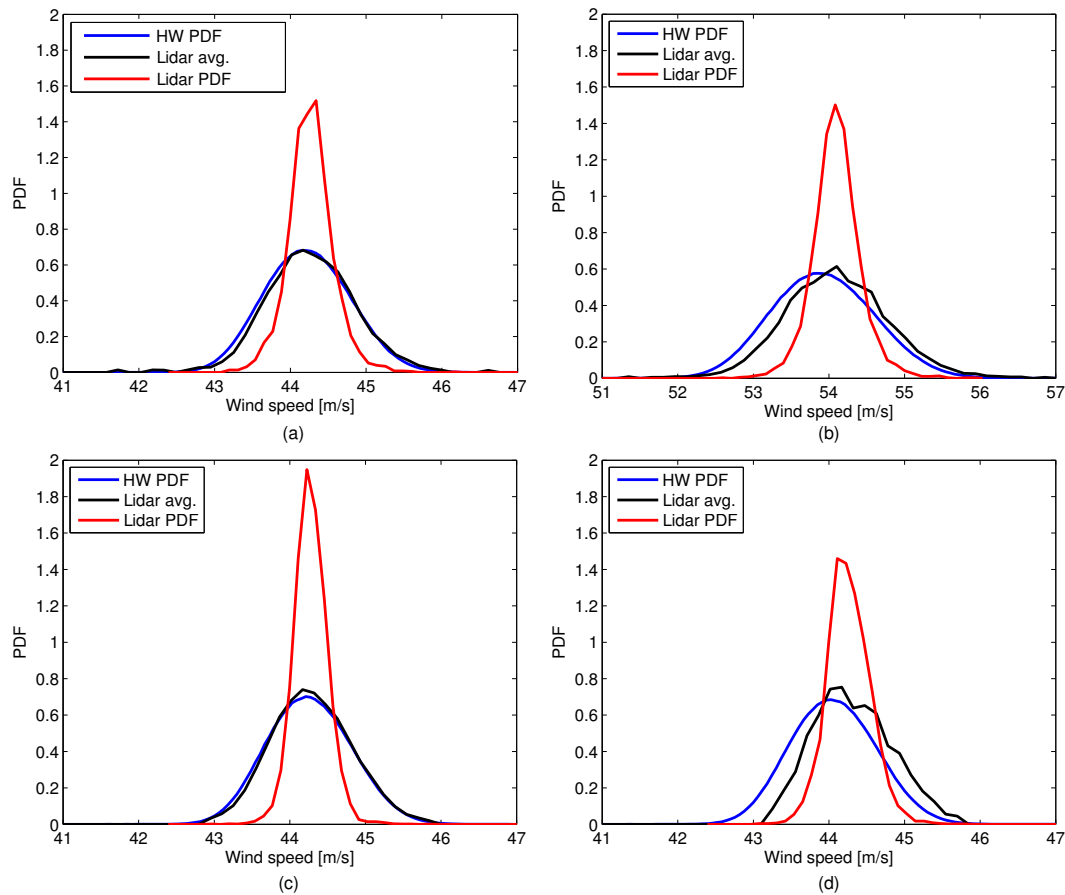 2
1.8
1.6
1.4
1.2
1
0.8
0.6
0.4
0.2
0
PDF
HW PDF
Lidar avg.
Lidar PDF
41 42 43 44 45 46 47
Wind speed [m/s]
(a)
2
1.8
1.6
1.4
1.2
1
0.8
0.6
0.4
0.2
0
PDF
HW PDF
Lidar avg.
Lidar PDF
51 52 53 54 55 56 57
Wind speed [m/s]
(b)
2
1.8
1.6
1.4
1.2
1
0.8
0.6
0.4
0.2
0
PDF
HW PDF
Lidar avg.
Lidar PDF
41 42 43 44 45 46 47
Wind speed [m/s]
(c)
2
1.8
1.6
1.4
1.2
1
0.8
0.6
0.4
0.2
0
PDF
HW PDF
Lidar avg.
Lidar PDF
41 42 43 44 45 46 47
Wind speed [m/s]
(d)